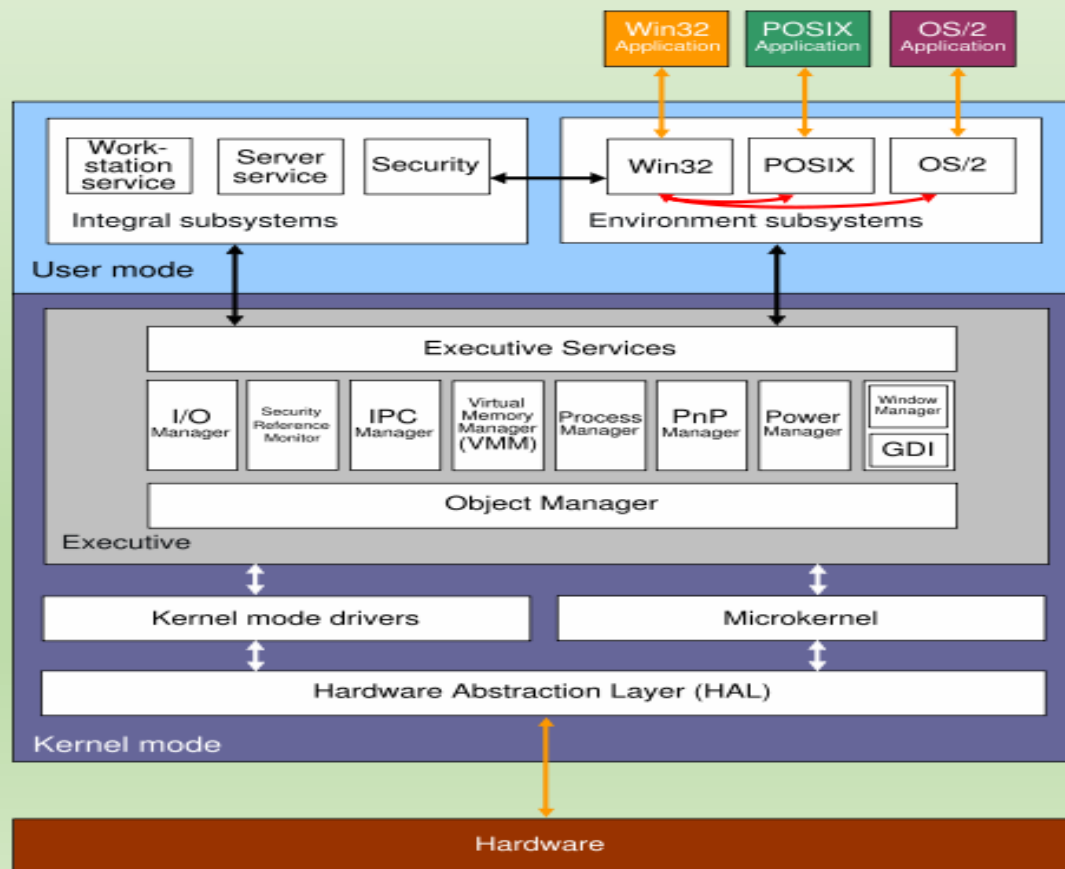 Win32
Application
POSIX
Application
OS/2
Application
Work-
station
service
Server
service
Security
Integral subsystems
Win32
POSIX
OS/2
Environment subsystems
User mode
Executive Services
I/O
Manager
Security
Reference
Monitor
IPC
Manager
Virtual
Memory
Manager
(VMM)
Process
Manager
PnP
Manager
Power
Manager
Window
Manager
GDI
Object Manager
Executive
Kernel mode drivers
Microkernel
Hardware Abstraction Layer (HAL)
Kernel mode
Hardware